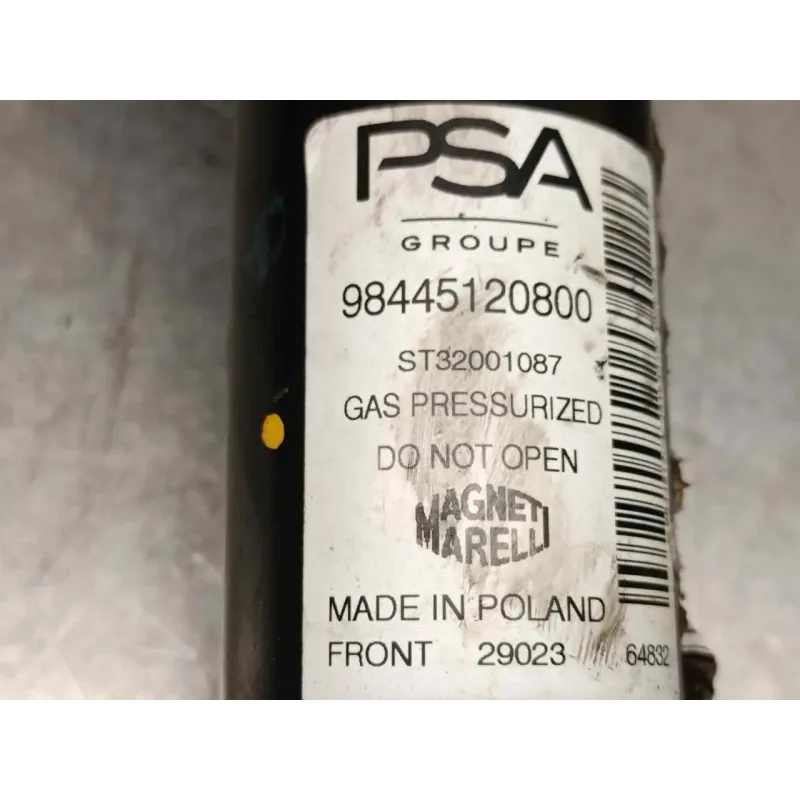 PSA
GROUPE
98445120800
ST32001087
GAS PRESSURIZED
DO NOT OPEN
MAGNETI
MARELLI
MADE IN POLAND
FRONT 29023 64832